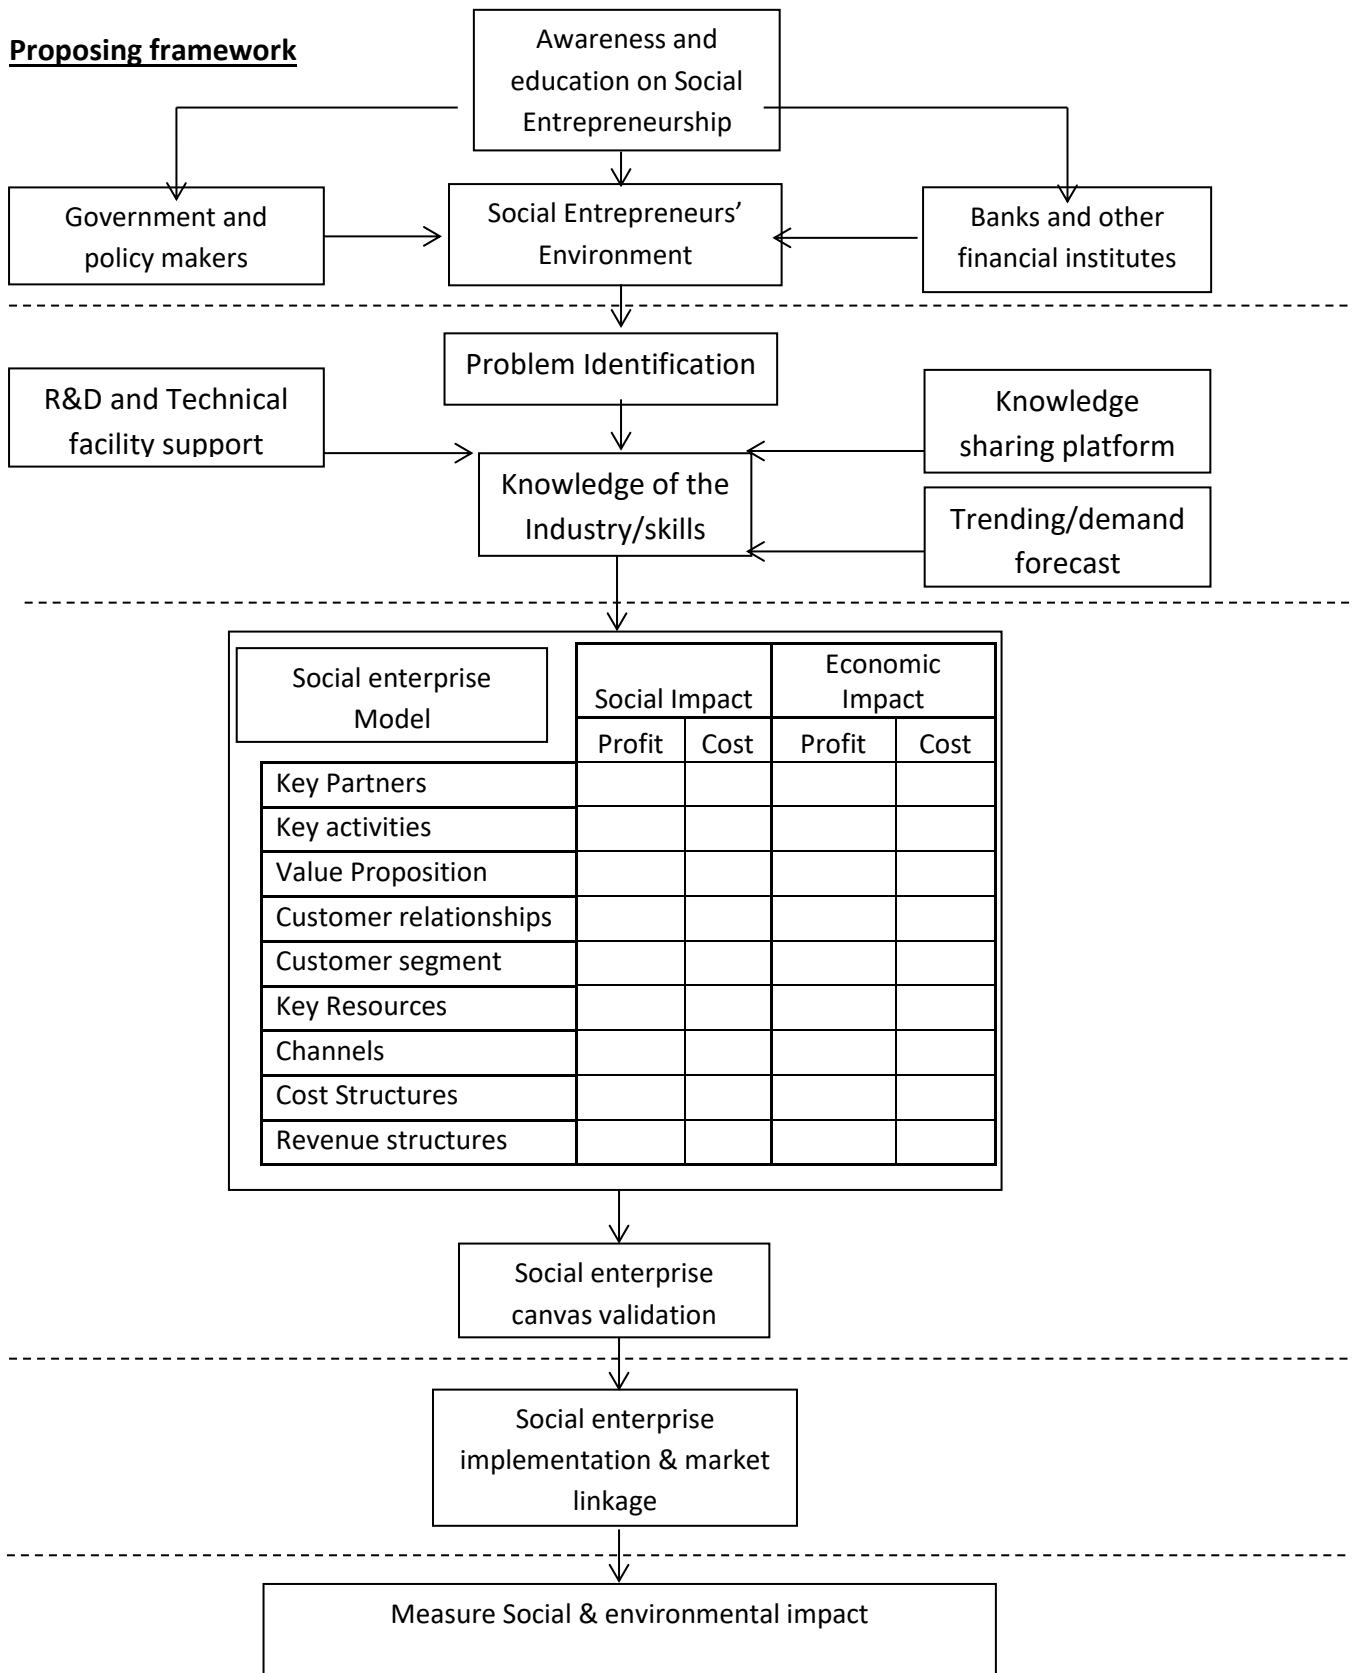 Proposing framework
Awareness and
education on Social
Entrepreneurship
Government and
policy makers
Social Entrepreneurs’
Environment
Banks and other
financial institutes
Problem Identification
R&D and Technical
facility support
Knowledge
sharing platform
Knowledge of the
Industry/skills
Trending/demand
forecast
Social enterprise
Model
Social Impact
Economic
Impact
Profit Cost Profit Cost
Key Partners
Key activities
Value Proposition
Customer relationships
Customer segment
Key Resources
Channels
Cost Structures
Revenue structures
Social enterprise
canvas validation
Social enterprise
implementation & market
linkage
Measure Social & environmental impact